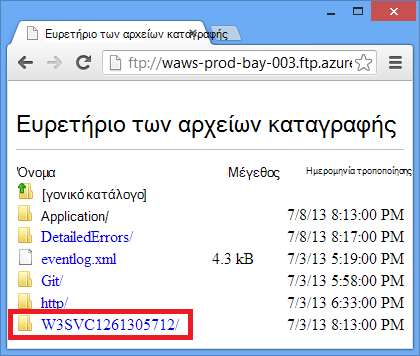 Ευρετήριο των αρχείων καταγραφής
ftp://waws-prod-bay-003.ftp.azure
Ευρετήριο των αρχείων καταγραφής
Όνομα Μέγεθος Ημερομηνία τροποποίησης
[γονικό κατάλογο]
Application/ 7/8/13 8:13:00 PM
DetailedErrors/ 7/8/13 8:17:00 PM
eventlog.xml 4.3 kB 7/3/13 5:19:00 PM
Git/ 7/3/13 5:58:00 PM
http/ 7/3/13 6:33:00 PM
W3SVC1261305712/ 7/3/13 8:13:00 PM